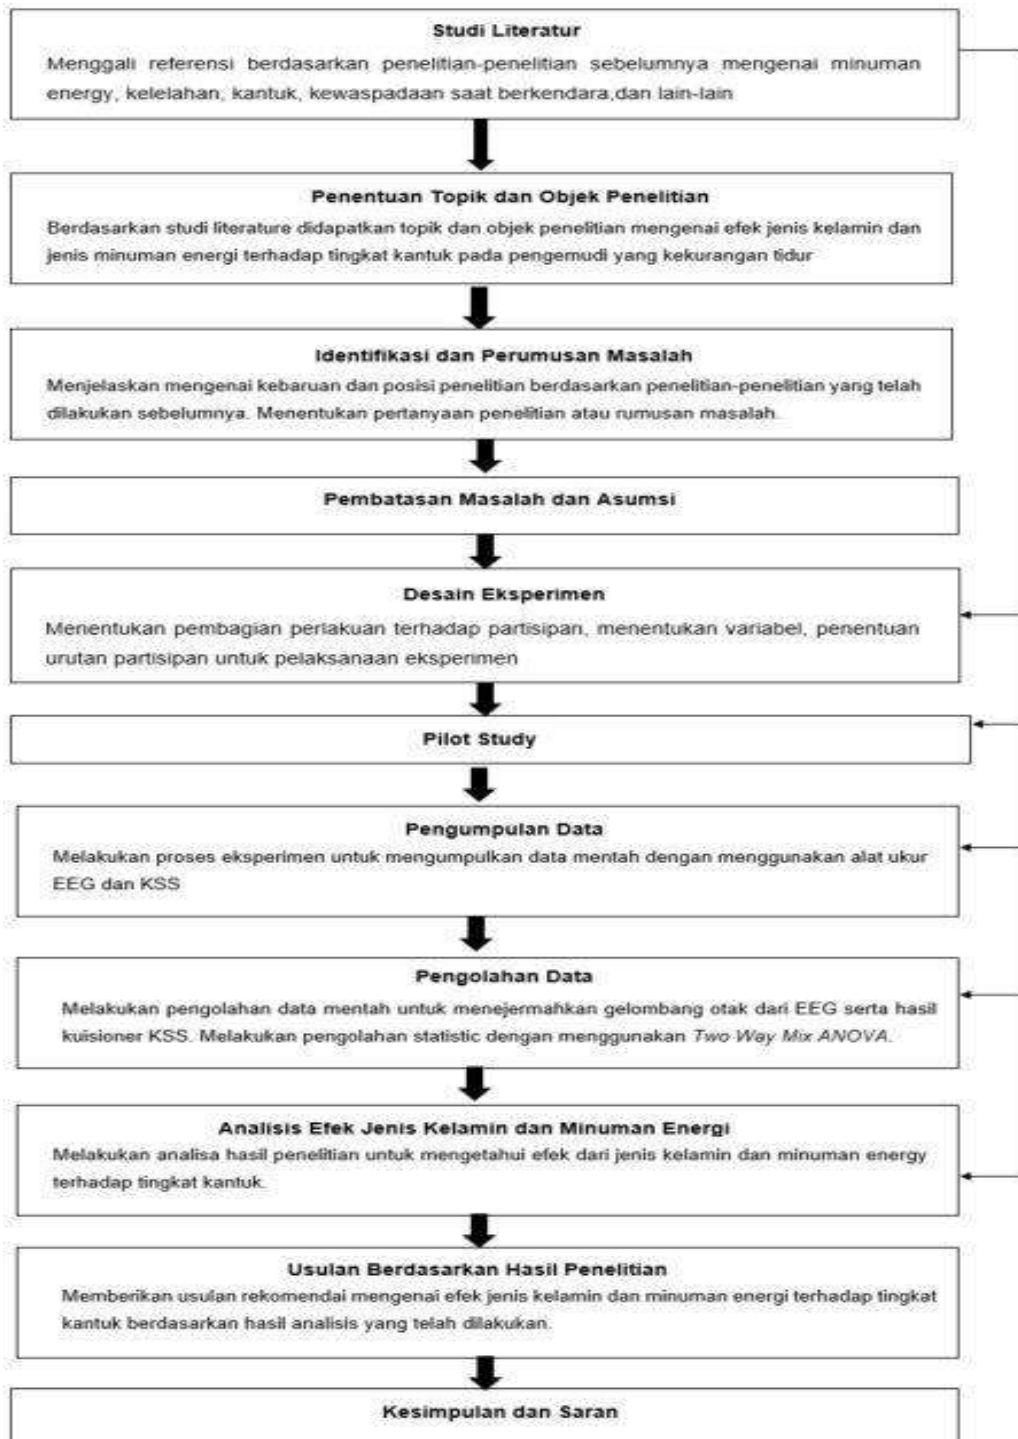 Studi Literatur
Menggali referensi berdasarkan penelitian-penelitian sebelumnya mengenai minuman
energy, kelelahan, kantuk, kewaspadaan saat berkendara,dan lain-lain
Penentuan Topik dan Objek Penelitian
Berdasarkan studi literature didapatkan topik dan objek penelitian mengenai efek jenis kelamin dan
jenis minuman energi terhadap tingkat kantuk pada pengemudi yang kekurangan tidur
Identifikasi dan Perumusan Masalah
Menjelaskan mengenai kebaruan dan posisi penelitian berdasarkan penelitian-penelitian yang telah
dilakukan sebelumnya. Menentukan pertanyaan penelitian atau rumusan masalah.
Pembatasan Masalah dan Asumsi
Desain Eksperimen
Menentukan pembagian perlakuan terhadap partisipan, menentukan variabel, penentuan
urutan partisipan untuk pelaksanaan eksperimen
Pilot Study
Pengumpulan Data
Melakukan proses eksperimen untuk mengumpulkan data mentah dengan menggunakan alat ukur
EEG dan KSS
Pengolahan Data
Melakukan pengolahan data mentah untuk menejermahkan gelombang otak dari EEG serta hasil
kuisioner KSS. Melakukan pengolahan statistic dengan menggunakan Two Way Mix ANOVA.
Analisis Efek Jenis Kelamin dan Minuman Energi
Melakukan analisa hasil penelitian untuk mengetahui efek dari jenis kelamin dan minuman energy
terhadap tingkat kantuk.
Usulan Berdasarkan Hasil Penelitian
Memberikan usulan rekomendai mengenai efek jenis kelamin dan minuman energi terhadap tingkat
kantuk berdasarkan hasil analisis yang telah dilakukan.
Kesimpulan dan Saran